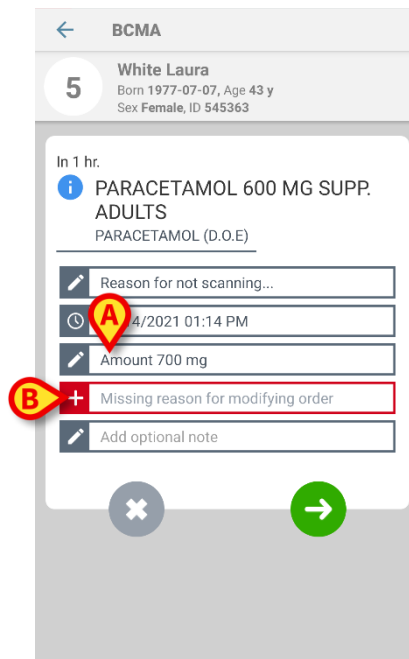 BCMA
5
White Laura
Born 1977-07-07, Age 43 y
Sex Female, ID 545363
In 1 hr.
PARACETAMOL 600 MG SUPP.
ADULTS
PARACETAMOL (D.O.E)
Reason for not scanning...
4/2021 01:14 PM
A
Amount 700 mg
B
Missing reason for modifying order
Add optional note